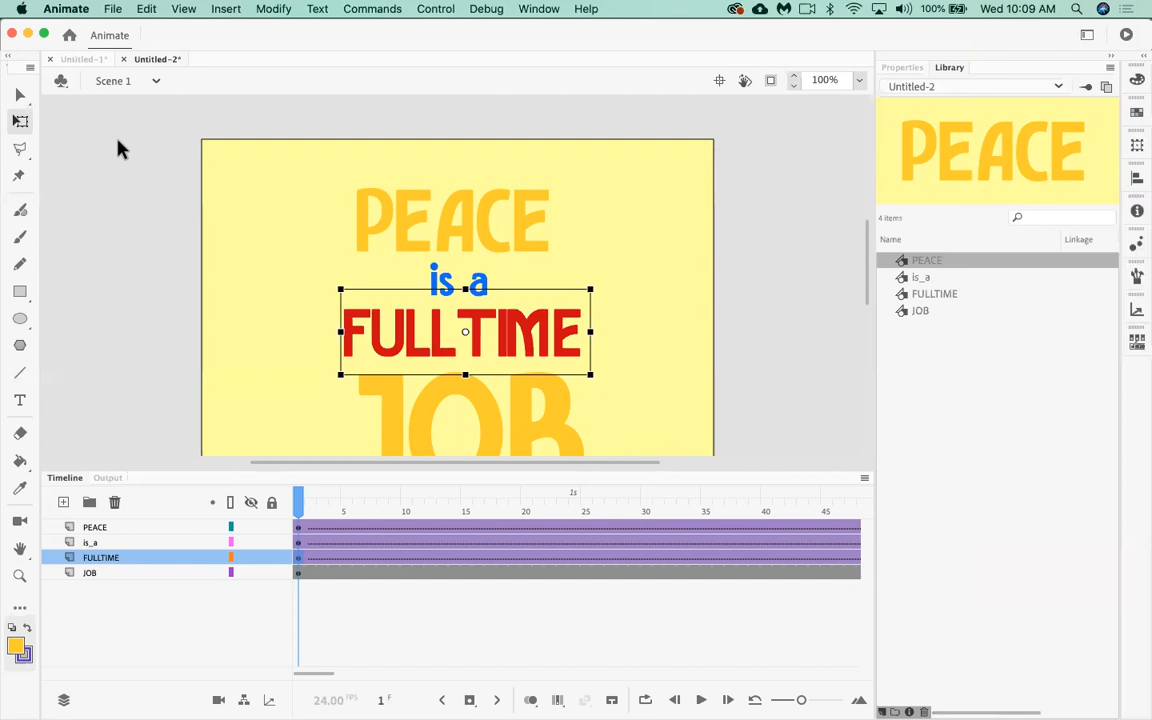 Animate File Edit View Insert Modify Text Commands Control Debug Window Help 100% Wed 10:09 AM
Animate
Untitled-1* Untitled-2* Properties Library
Scene 1 100% Untitled-2
PEACE
PEACE
is a
FULLTIME
JOB
4 items
Name Linkage
PEACE
is_a
FULLTIME
JOB
Timeline Output
1s
5 10 15 20 25 30 35 40 45
PEACE
is_a
FULLTIME
JOB
24.00 FPS 1 F